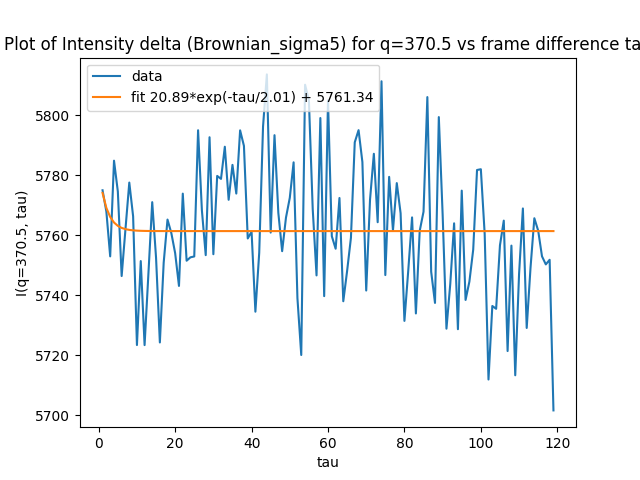 Plot of Intensity delta (Brownian_sigma5) for q=370.5 vs frame difference ta
data
fit 20.89*exp(-tau/2.01) + 5761.34
5800
5780
5760
5740
5720
5700
I(q=370.5, tau)
0 20 40 60 80 100 120
tau